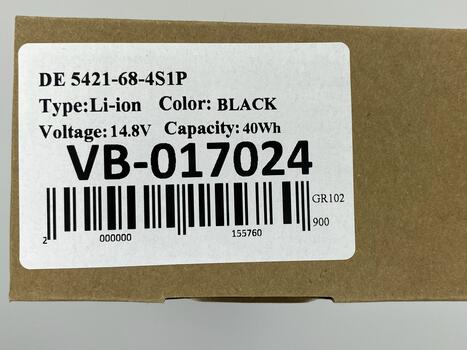 DE 5421-68-4S1P
Type:Li-ion Color: BLACK
Voltage: 14.8V Capacity: 40Wh
VB-017024
GR102
900
2 000000 155760